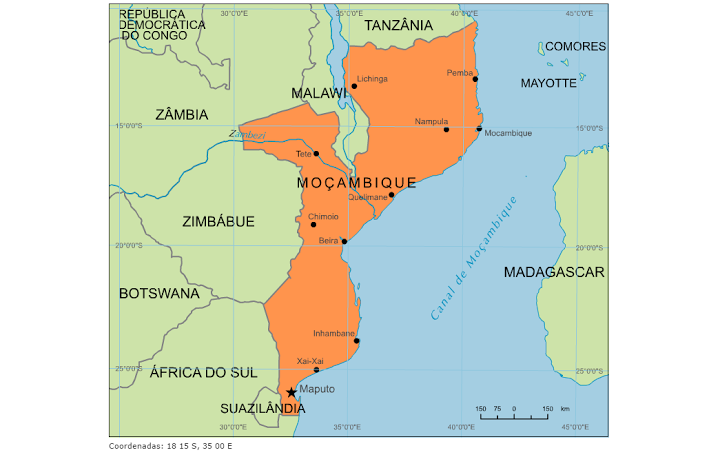 30°0'0"E
35°0'0"E
40°0'0"E
45°0'0"E
REPÚBLICA
DEMOCRÁTICA
DO CONGO
TANZÂNIA
COMORES
Pemba
Lichinga
MAYOTTE
MALAWI
ZÂMBIA
Nampula
15°0'0"S
15°0'0"S
Mocambique
Zambezi
Tete
MOÇAMBIQUE
Quelimane
Chimoio
ZIMBÁBUE
Beira
20°0'0"S
20°0'0"S
Canal de Moçambique
MADAGASCAR
BOTSWANA
Inhambane
Xai-Xai
25°0'0"S
25°0'0"S
ÁFRICA DO SUL
Maputo
SUAZILÂNDIA
150 75 0 150 km
30°0'0"E
35°0'0"E
40°0'0"E
45°0'0"E
Coordenadas: 18 15 S, 35 00 E